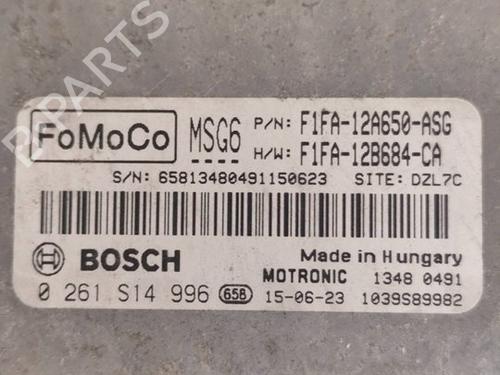 B-PARTS
FoMoCo MSG6 P/N: F1FA-12A650-ASG
H/W: F1FA-12B684-CA
S/N: 65813480491150623 SITE: DZL7C
BOSCH Made in Hungary
MOTRONIC 1348 0491
0 261 S14 996 658 15-06-23 1039S89982